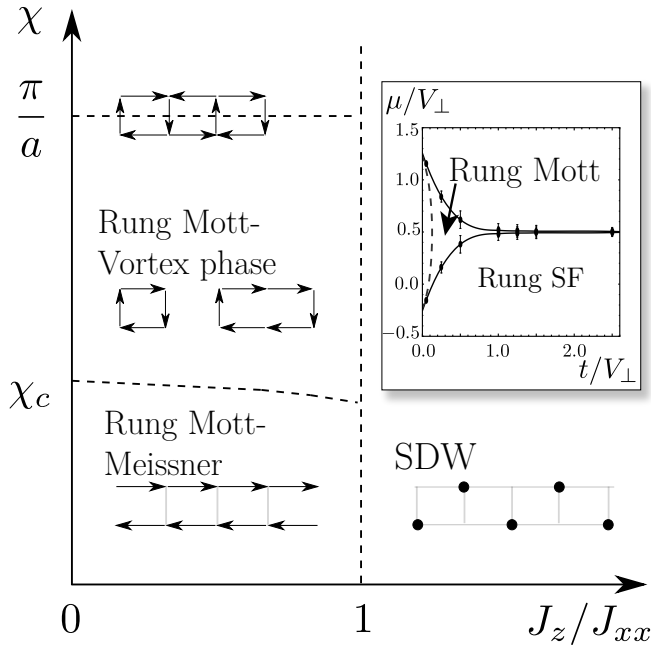 χ
π
a
Rung Mott-
Vortex phase
χc
Rung Mott-
Meissner
SDW
0
1
Jz/Jxx
μ/V⊥
1.5
1.0
0.5
0.0
−0.5
Rung Mott
Rung SF
0.0
1.0
2.0
t/V⊥